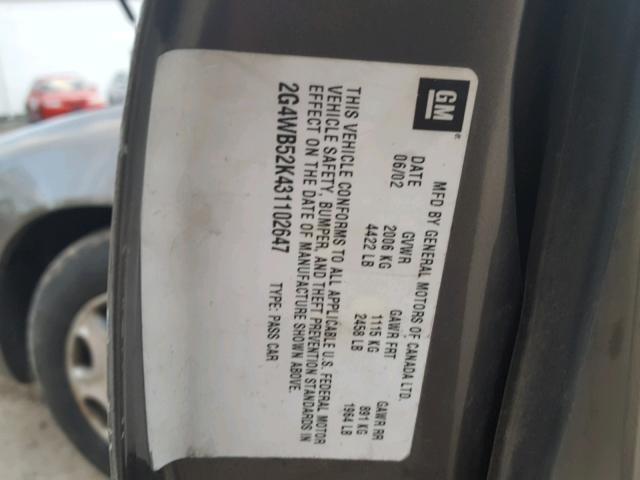 GM
MFD BY GENERAL MOTORS OF CANADA LTD.
DATE GVWR GAWR FRT GAWR RR
06/02 2006 KG 1115 KG 891 KG
4422 LB 2458 LB 1964 LB
THIS VEHICLE CONFORMS TO ALL APPLICABLE U.S. FEDERAL MOTOR
VEHICLE SAFETY, BUMPER, AND THEFT PREVENTION STANDARDS IN
EFFECT ON THE DATE OF MANUFACTURE SHOWN ABOVE.
2G4WB52K431102647 TYPE: PASS CAR